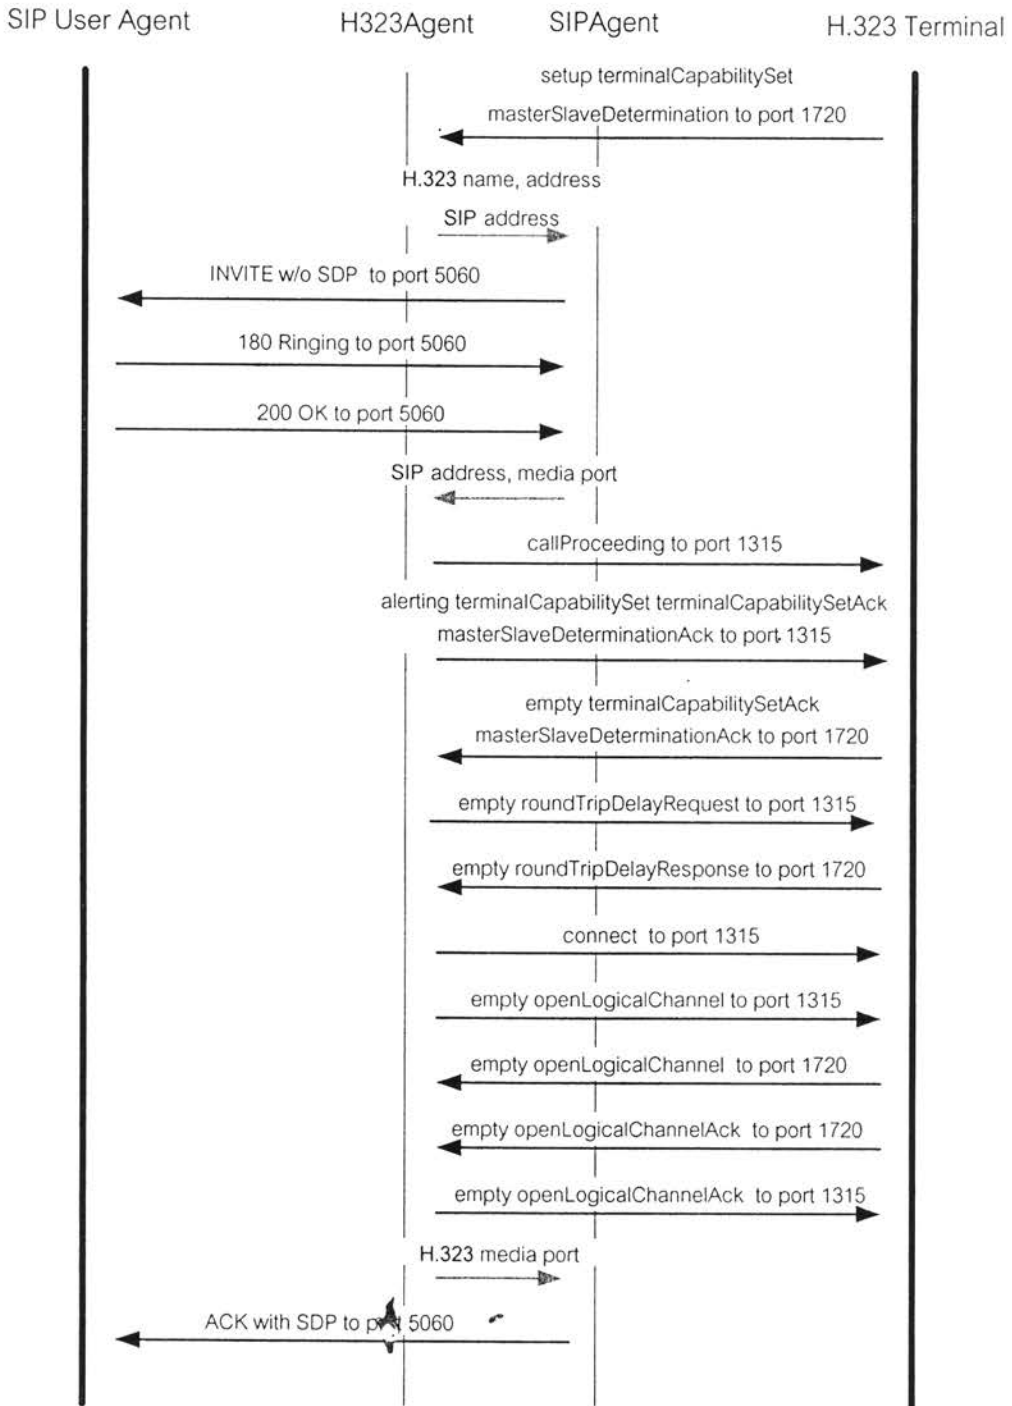 SIP User Agent H323Agent SIPAgent H.323 Terminal
setup terminalCapabilitySet
masterSlaveDetermination to port 1720
H.323 name, address
SIP address
INVITE w/o SDP to port 5060
180 Ringing to port 5060
200 OK to port 5060
SIP address, media port
callProceeding to port 1315
alerting terminalCapabilitySet terminalCapabilitySetAck
masterSlaveDeterminationAck to port 1315
empty terminalCapabilitySetAck
masterSlaveDeterminationAck to port 1720
empty roundTripDelayRequest to port 1315
empty roundTripDelayResponse to port 1720
connect to port 1315
empty openLogicalChannel to port 1315
empty openLogicalChannel to port 1720
empty openLogicalChannelAck to port 1720
empty openLogicalChannelAck to port 1315
H.323 media port
ACK with SDP to port 5060